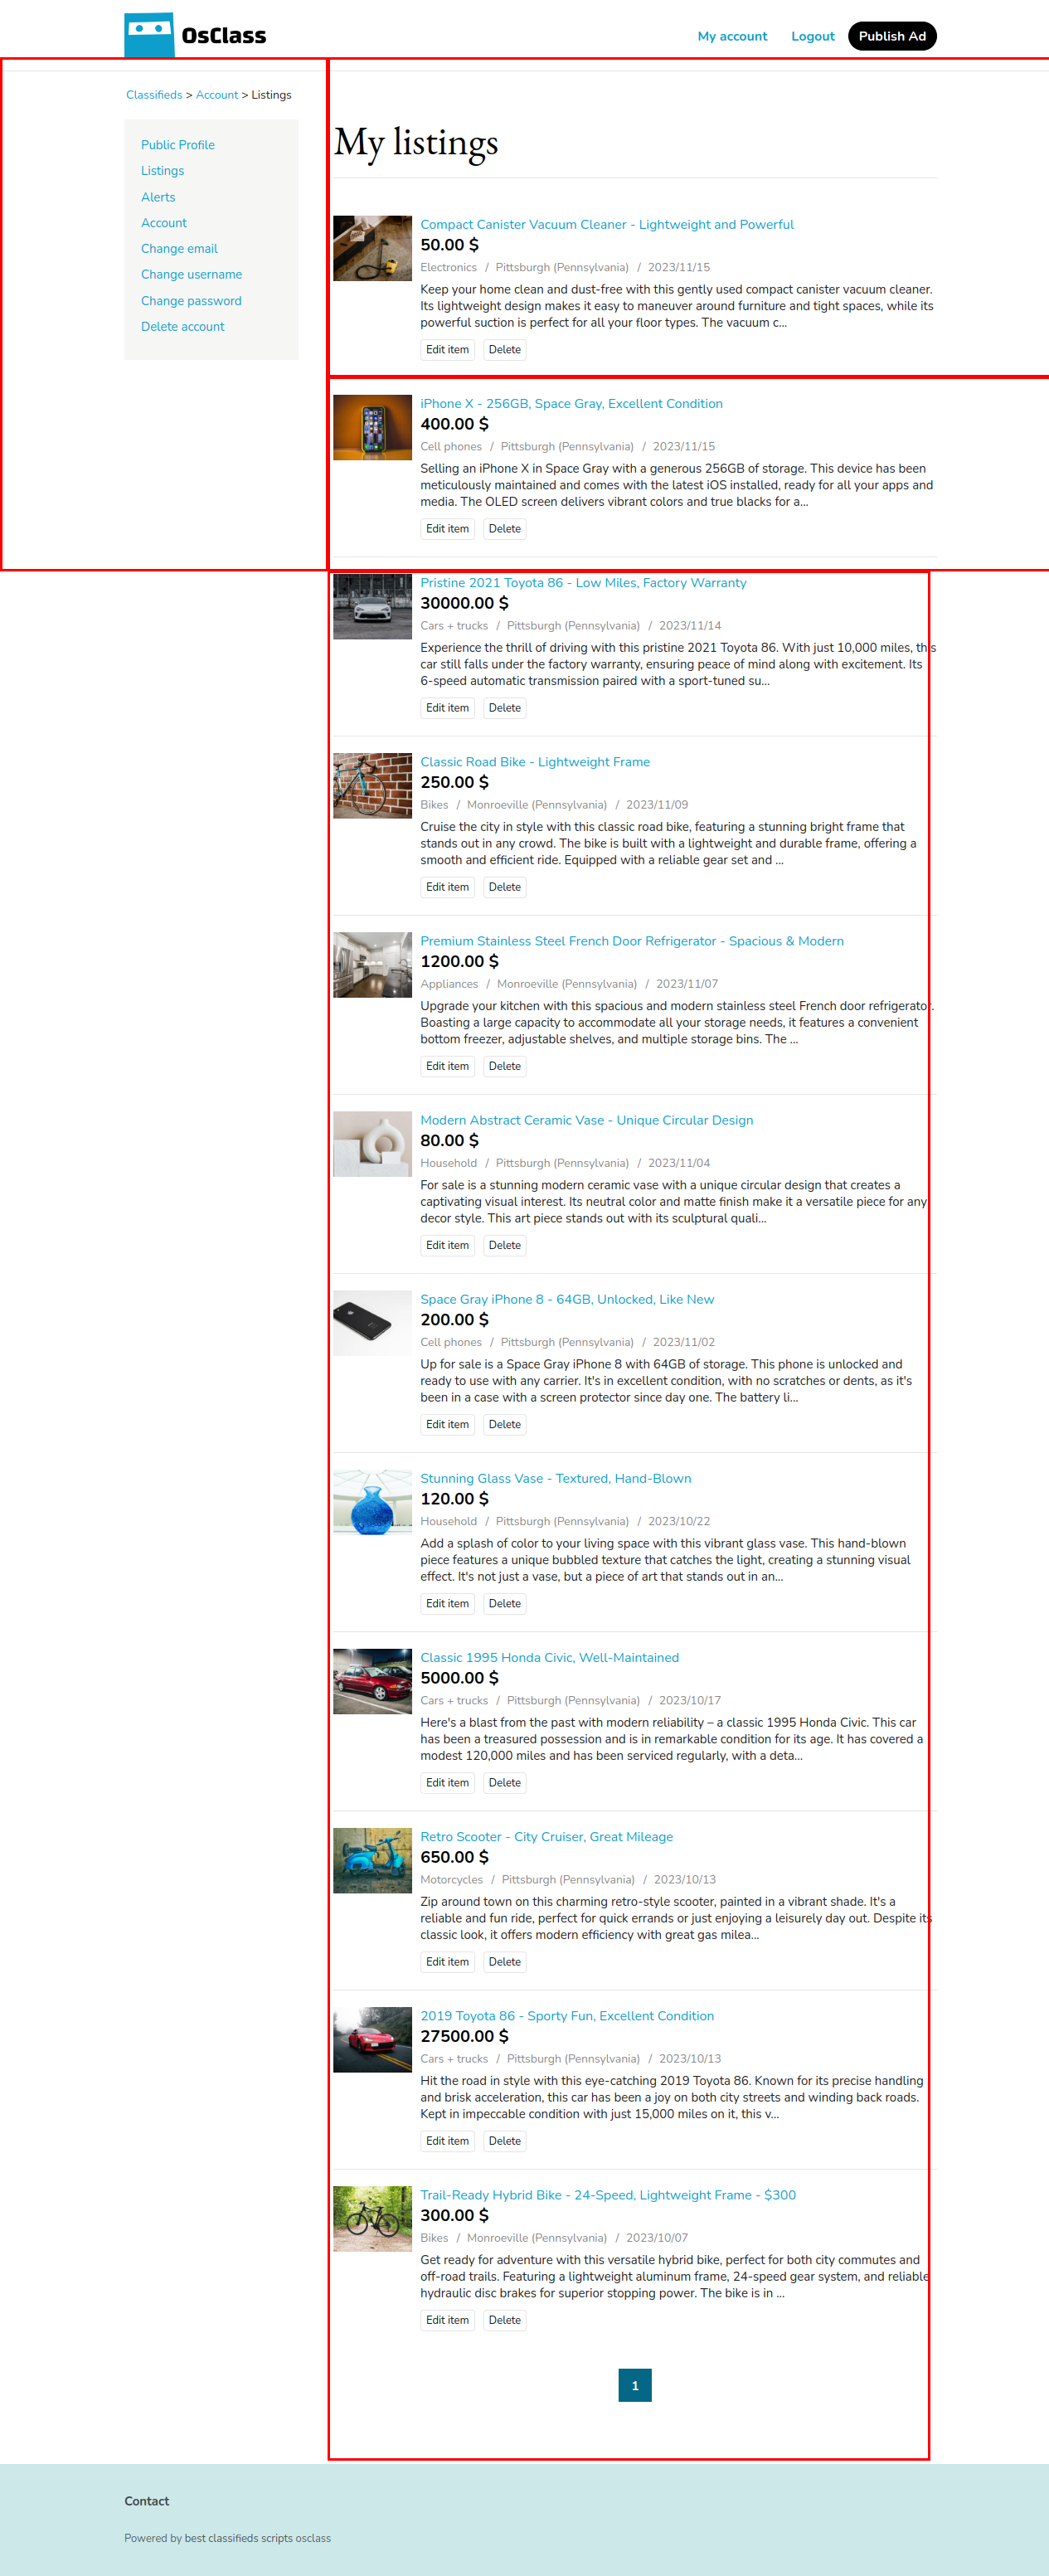 OsClass
My account Logout Publish Ad
Classifieds > Account > Listings
Public Profile
Listings
Alerts
Account
Change email
Change username
Change password
Delete account
My listings
Compact Canister Vacuum Cleaner - Lightweight and Powerful
50.00 $
Electronics / Pittsburgh (Pennsylvania) / 2023/11/15
Keep your home clean and dust-free with this gently used compact canister vacuum cleaner.
Its lightweight design makes it easy to maneuver around furniture and tight spaces, while its
powerful suction is perfect for all your floor types. The vacuum c...
Edit item Delete
iPhone X - 256GB, Space Gray, Excellent Condition
400.00 $
Cell phones / Pittsburgh (Pennsylvania) / 2023/11/15
Selling an iPhone X in Space Gray with a generous 256GB of storage. This device has been
meticulously maintained and comes with the latest iOS installed, ready for all your apps and
media. The OLED screen delivers vibrant colors and true blacks for a...
Edit item Delete
Pristine 2021 Toyota 86 - Low Miles, Factory Warranty
30000.00 $
Cars + trucks / Pittsburgh (Pennsylvania) / 2023/11/14
Experience the thrill of driving with this pristine 2021 Toyota 86. With just 10,000 miles, this
car still falls under the factory warranty, ensuring peace of mind along with excitement. Its
6-speed automatic transmission paired with a sport-tuned su...
Edit item Delete
Classic Road Bike - Lightweight Frame
250.00 $
Bikes / Monroeville (Pennsylvania) / 2023/11/09
Cruise the city in style with this classic road bike, featuring a stunning bright frame that
stands out in any crowd. The bike is built with a lightweight and durable frame, offering a
smooth and efficient ride. Equipped with a reliable gear set and ...
Edit item Delete
Premium Stainless Steel French Door Refrigerator - Spacious & Modern
1200.00 $
Appliances / Monroeville (Pennsylvania) / 2023/11/07
Upgrade your kitchen with this spacious and modern stainless steel French door refrigerator.
Boasting a large capacity to accommodate all your storage needs, it features a convenient
bottom freezer, adjustable shelves, and multiple storage bins. The ...
Edit item Delete
Modern Abstract Ceramic Vase - Unique Circular Design
80.00 $
Household / Pittsburgh (Pennsylvania) / 2023/11/04
For sale is a stunning modern ceramic vase with a unique circular design that creates a
captivating visual interest. Its neutral color and matte finish make it a versatile piece for any
decor style. This art piece stands out with its sculptural quali...
Edit item Delete
Space Gray iPhone 8 - 64GB, Unlocked, Like New
200.00 $
Cell phones / Pittsburgh (Pennsylvania) / 2023/11/02
Up for sale is a Space Gray iPhone 8 with 64GB of storage. This phone is unlocked and
ready to use with any carrier. It's in excellent condition, with no scratches or dents, as it's
been in a case with a screen protector since day one. The battery li...
Edit item Delete
Stunning Glass Vase - Textured, Hand-Blown
120.00 $
Household / Pittsburgh (Pennsylvania) / 2023/10/22
Add a splash of color to your living space with this vibrant glass vase. This hand-blown
piece features a unique bubbled texture that catches the light, creating a stunning visual
effect. It's not just a vase, but a piece of art that stands out in an...
Edit item Delete
Classic 1995 Honda Civic, Well-Maintained
5000.00 $
Cars + trucks / Pittsburgh (Pennsylvania) / 2023/10/17
Here's a blast from the past with modern reliability – a classic 1995 Honda Civic. This car
has been a treasured possession and is in remarkable condition for its age. It has covered a
modest 120,000 miles and has been serviced regularly, with a deta...
Edit item Delete
Retro Scooter - City Cruiser, Great Mileage
650.00 $
Motorcycles / Pittsburgh (Pennsylvania) / 2023/10/13
Zip around town on this charming retro-style scooter, painted in a vibrant shade. It's a
reliable and fun ride, perfect for quick errands or just enjoying a leisurely day out. Despite its
classic look, it offers modern efficiency with great gas milea...
Edit item Delete
2019 Toyota 86 - Sporty Fun, Excellent Condition
27500.00 $
Cars + trucks / Pittsburgh (Pennsylvania) / 2023/10/13
Hit the road in style with this eye-catching 2019 Toyota 86. Known for its precise handling
and brisk acceleration, this car has been a joy on both city streets and winding back roads.
Kept in impeccable condition with just 15,000 miles on it, this v...
Edit item Delete
Trail-Ready Hybrid Bike - 24-Speed, Lightweight Frame - $300
300.00 $
Bikes / Monroeville (Pennsylvania) / 2023/10/07
Get ready for adventure with this versatile hybrid bike, perfect for both city commutes and
off-road trails. Featuring a lightweight aluminum frame, 24-speed gear system, and reliable
hydraulic disc brakes for superior stopping power. The bike is in ...
Edit item Delete
1
Contact
Powered by best classifieds scripts osclass